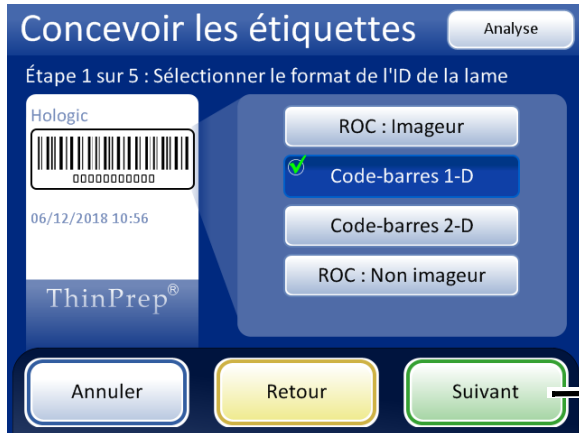 Concevoir les étiquettes
Analyse
Étape 1 sur 5 : Sélectionner le format de l'ID de la lame
Hologic
00000000000
06/12/2018 10:56
ThinPrep®
ROC : Imageur
Code-barres 1-D
Code-barres 2-D
ROC : Non imageur
Annuler
Retour
Suivant